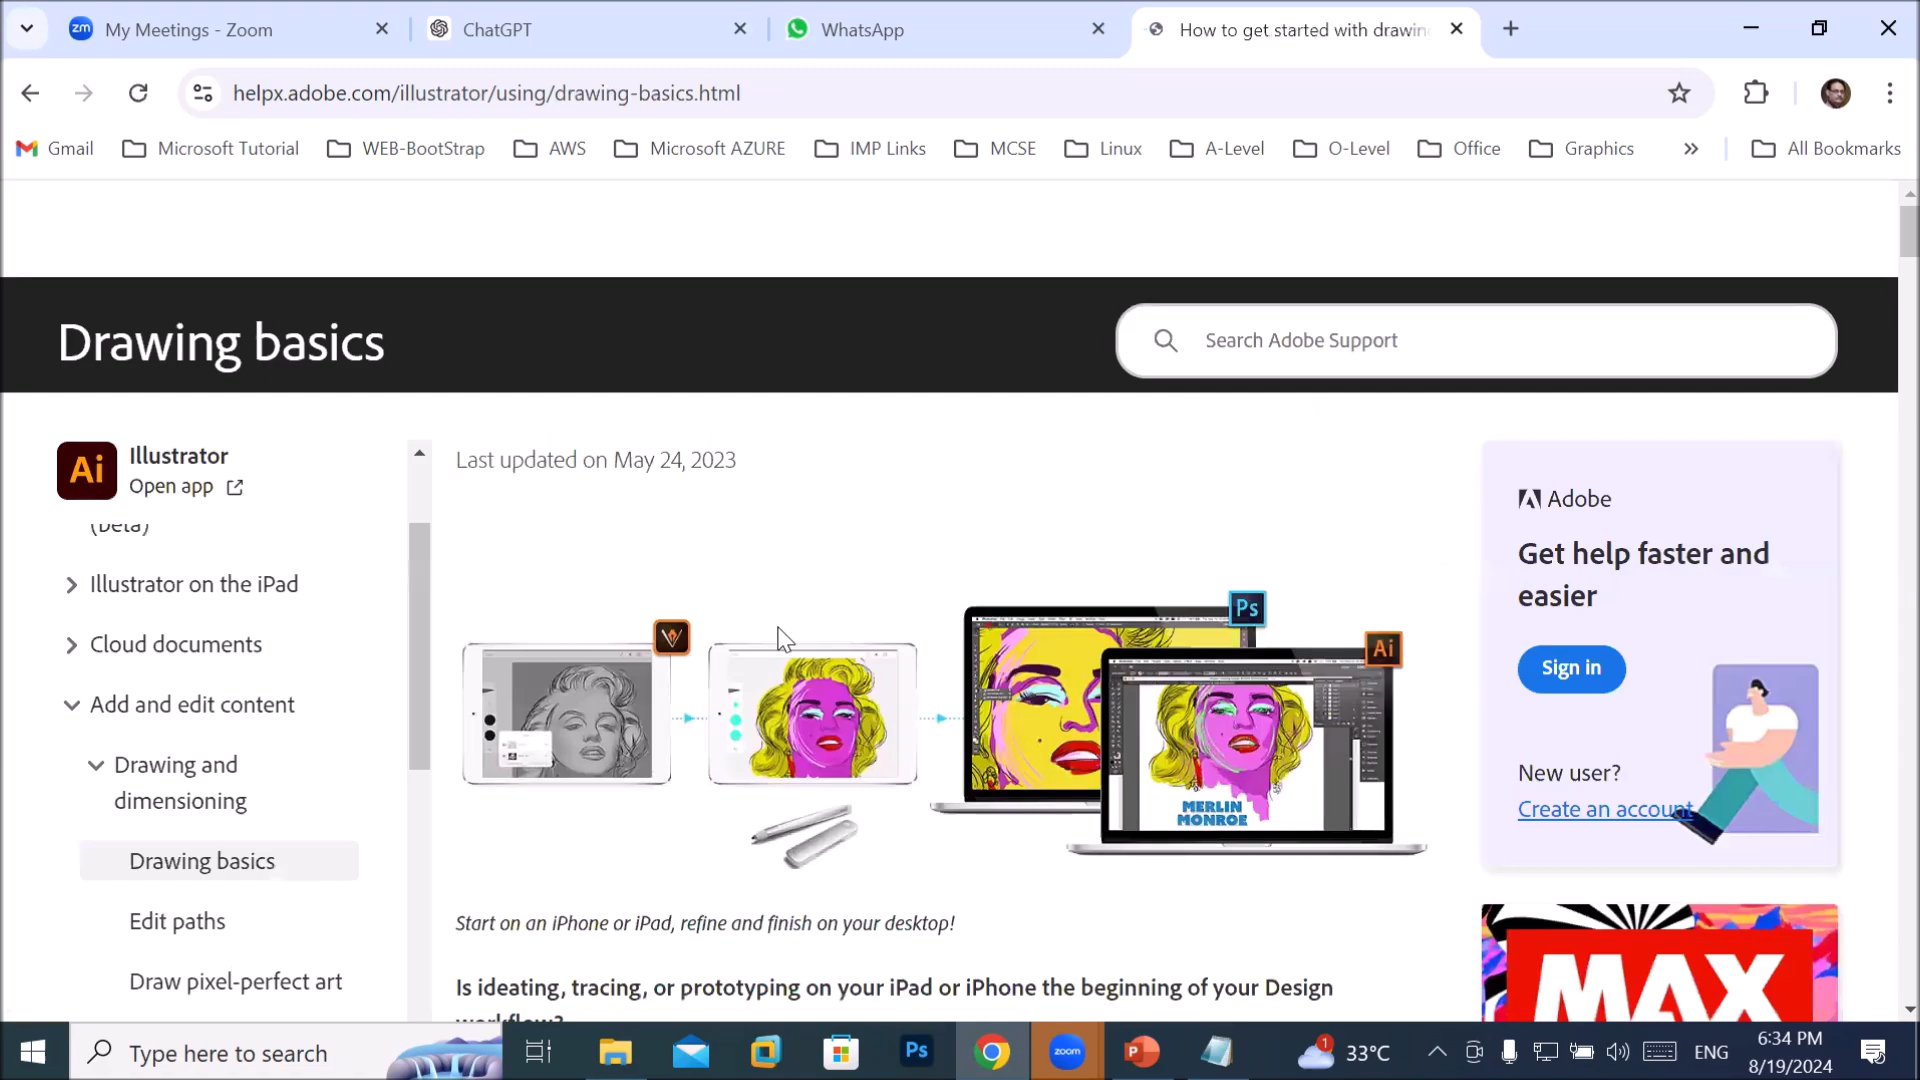 My Meetings - Zoom
ChatGPT
WhatsApp
How to get started with drawin
helpx.adobe.com/illustrator/using/drawing-basics.html
Gmail
Microsoft Tutorial
WEB-BootStrap
AWS
Microsoft AZURE
IMP Links
MCSE
Linux
A-Level
O-Level
Office
Graphics
All Bookmarks
Drawing basics
Search Adobe Support
Ai
Illustrator
Open app
(beta)
Illustrator on the iPad
Cloud documents
Add and edit content
Drawing and
dimensioning
Drawing basics
Edit paths
Draw pixel-perfect art
Last updated on May 24, 2023
Ps
Ai
MERLIN
MONROE
Start on an iPhone or iPad, refine and finish on your desktop!
Is ideating, tracing, or prototyping on your iPad or iPhone the beginning of your Design
workflow?
Adobe
Get help faster and
easier
Sign in
New user?
Create an account
MAX
Type here to search
Ps
zoom
P
1
33°C
ENG
6:34 PM
8/19/2024
zm